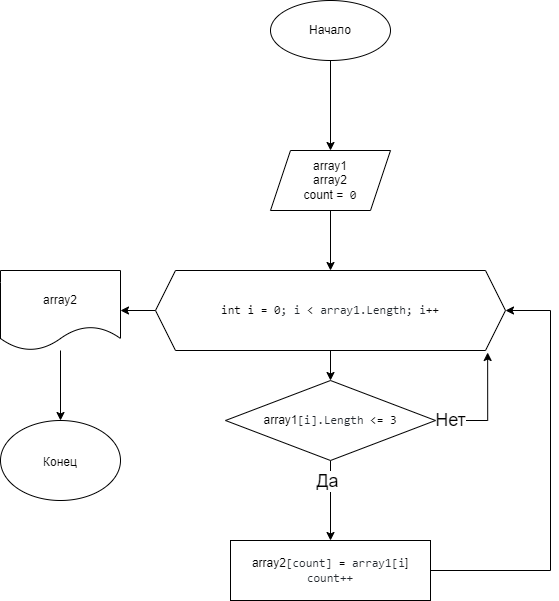 Начало
array1
array2
count = 0
array2
int i = 0; i < array1.Length; i++
array1[i].Length <= 3
Нет
Конец
Да
array2[count] = array1[i]
count++